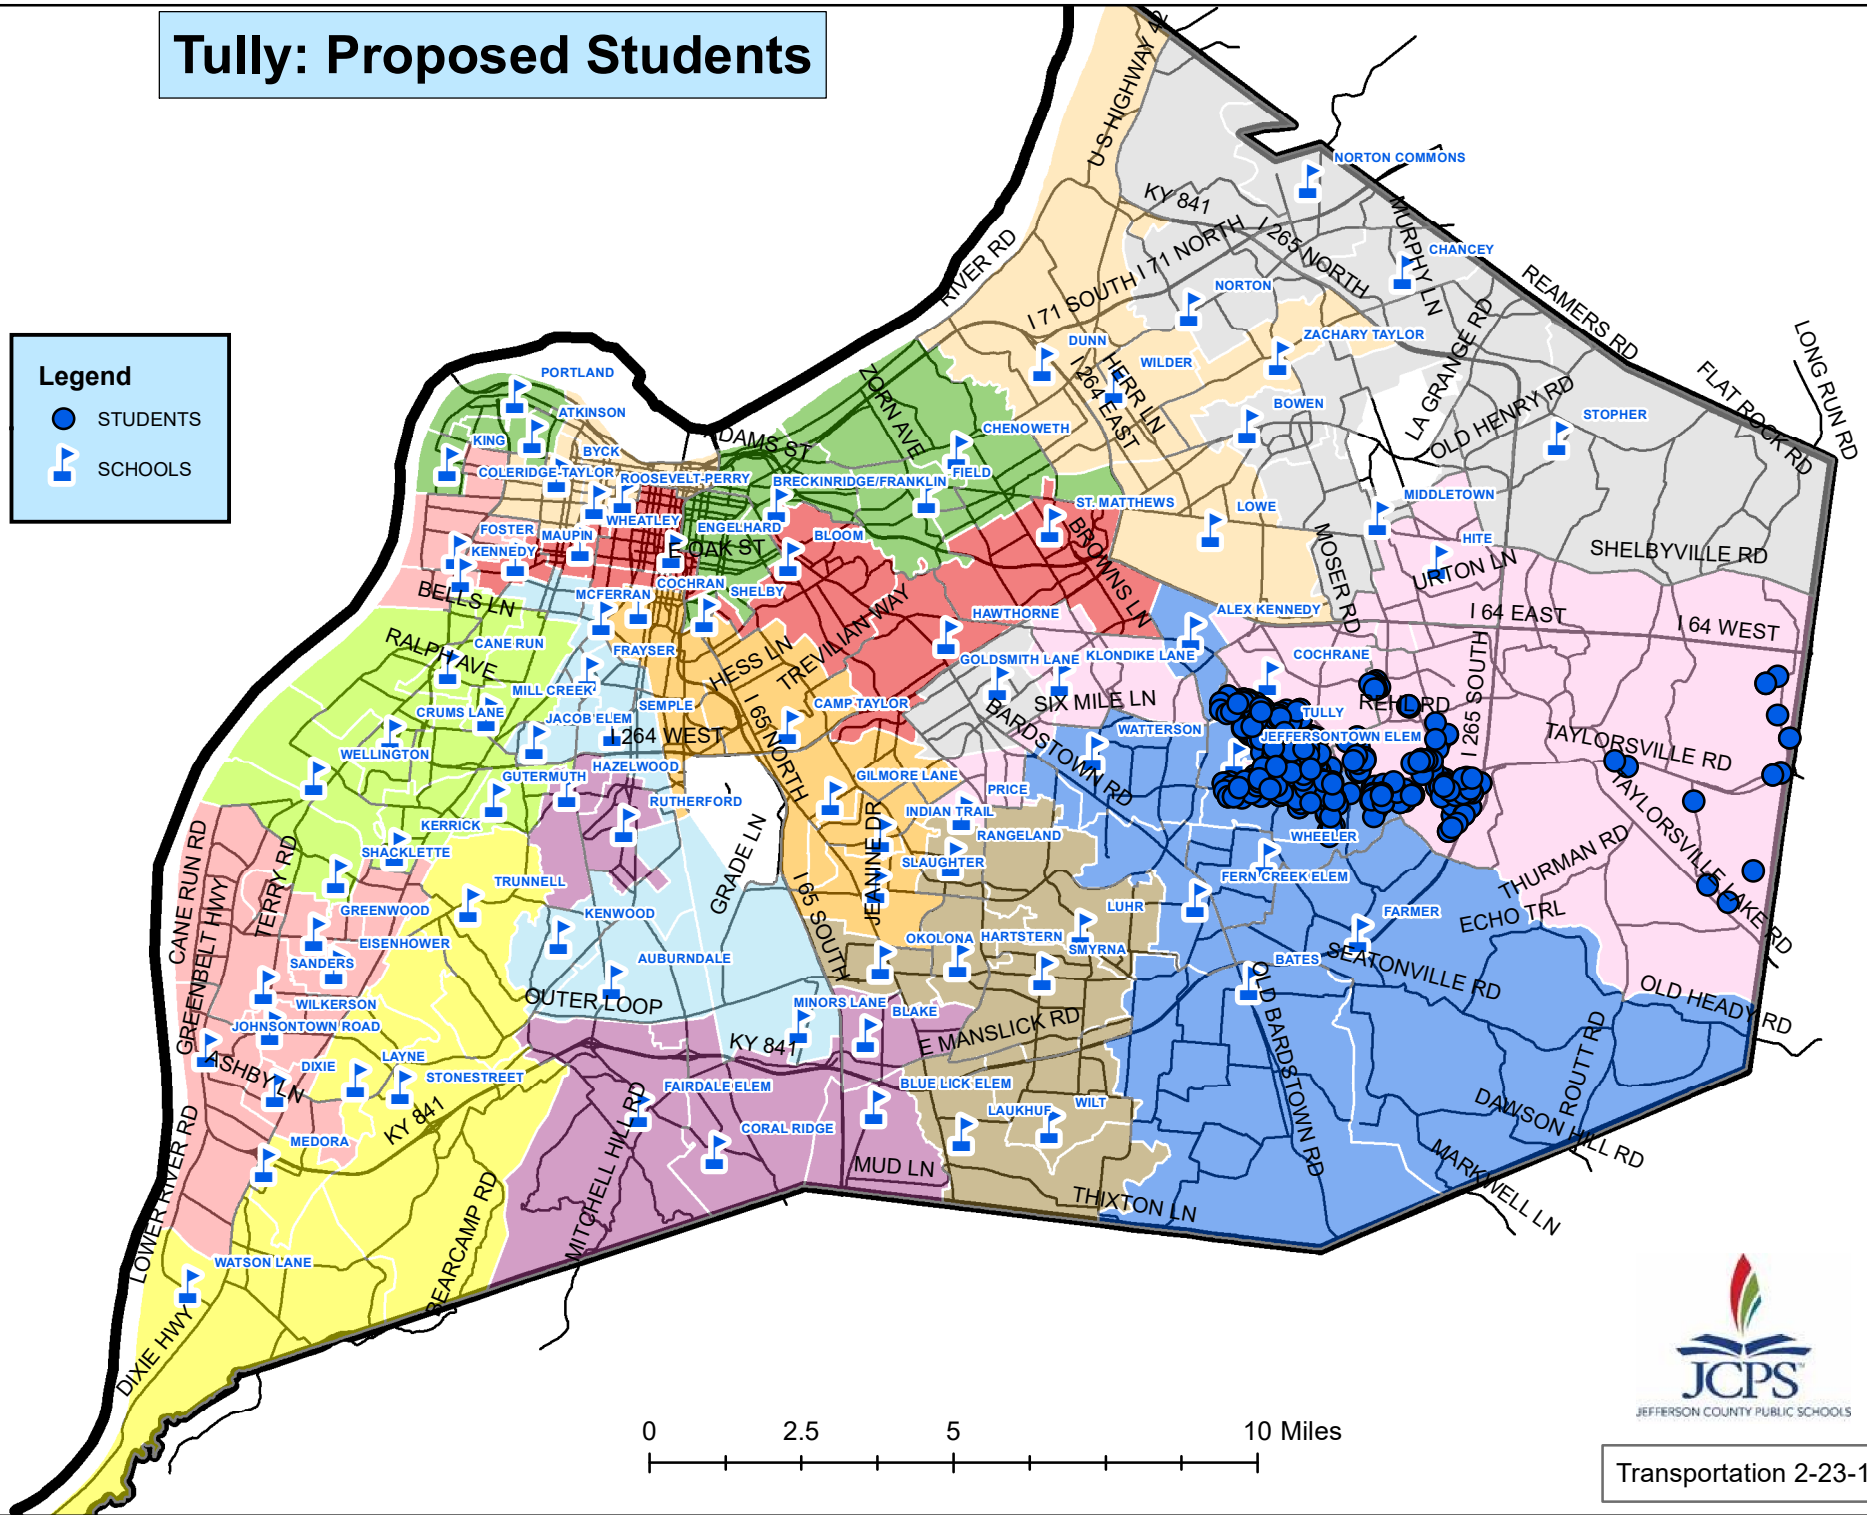 Tully: Proposed Students
Legend
STUDENTS
SCHOOLS
U S HIGHWAY 42
NORTON COMMONS
KY 841
MURPHY LN
I 265 NORTH
CHANCEY
I 71 NORTH
RIVER RD
REAMERS RD
NORTON
I 71 SOUTH
LA GRANGE RD
LONG RUN RD
ZACHARY TAYLOR
DUNN
WILDER
HERR LN
I 264 EAST
FLAT ROCK RD
PORTLAND
ZORN AVE
OLD HENRY RD
BOWEN
STOPHER
ATKINSON
KING
ADAMS ST
CHENOWETH
BYCK
COLERIDGE-TAYLOR
ROOSEVELT-PERRY
BRECKINRIDGE/FRANKLIN
FIELD
MIDDLETOWN
ST. MATTHEWS
LOWE
WHEATLEY
ENGELHARD
FOSTER
MAUPIN
BLOOM
BROWNS LN
MOSER RD
HITE
KENNEDY
E OAK ST
SHELBYVILLE RD
URTON LN
COCHRAN
SHELBY
BELLS LN
MCFERRAN
HAWTHORNE
ALEX KENNEDY
I 64 EAST
I 64 WEST
RALPH AVE
CANE RUN
FRAYSER
HESS LN
TREVILIAN WAY
GOLDSMITH LANE
KLONDIKE LANE
COCHRANE
I 265 SOUTH
MILL CREEK
SEMPLE
I 65 NORTH
CAMP TAYLOR
SIX MILE LN
REHL RD
CRUMS LANE
JACOB ELEM
TULLY
BARDSTOWN RD
WATTERSON
JEFFERSONTOWN ELEM
I 264 WEST
TAYLORSVILLE RD
WELLINGTON
HAZELWOOD
GUTERMUTH
GILMORE LANE
PRICE
RUTHERFORD
INDIAN TRAIL
TAYLORSVILLE LAKE RD
KERRICK
JEANINE DR
RANGELAND
WHEELER
CANE RUN RD
SHACKLETTE
GRADE LN
SLAUGHTER
THURMAN RD
TERRY RD
TRUNNELL
FERN CREEK ELEM
GREENBELT HWY
GREENWOOD
KENWOOD
I 65 SOUTH
LUHR
FARMER
ECHO TRL
EISENHOWER
OKOLONA
HARTSTERN
SMYRNA
SANDERS
AUBURNDALE
BATES
SEATONVILLE RD
WILKERSON
OUTER LOOP
MINORS LANE
BLAKE
OLD HEADY RD
JOHNSONTOWN ROAD
KY 841
E MANSLICK RD
OLD BARDSTOWN RD
ROUTT RD
ASHBY LN
DIXIE
LAYNE
STONESTREET
FAIRDALE ELEM
BLUE LICK ELEM
LAUKHUF
WILT
KY 841
CORAL RIDGE
DAWSON HILL RD
MEDORA
LOWER RIVER RD
MITCHELL HILL RD
MUD LN
MARKWELL LN
BEARCAMP RD
THIXTON LN
WATSON LANE
DIXIE HWY
JCPS
JEFFERSON COUNTY PUBLIC SCHOOLS
0 2.5 5 10 Miles
Transportation 2-23-1